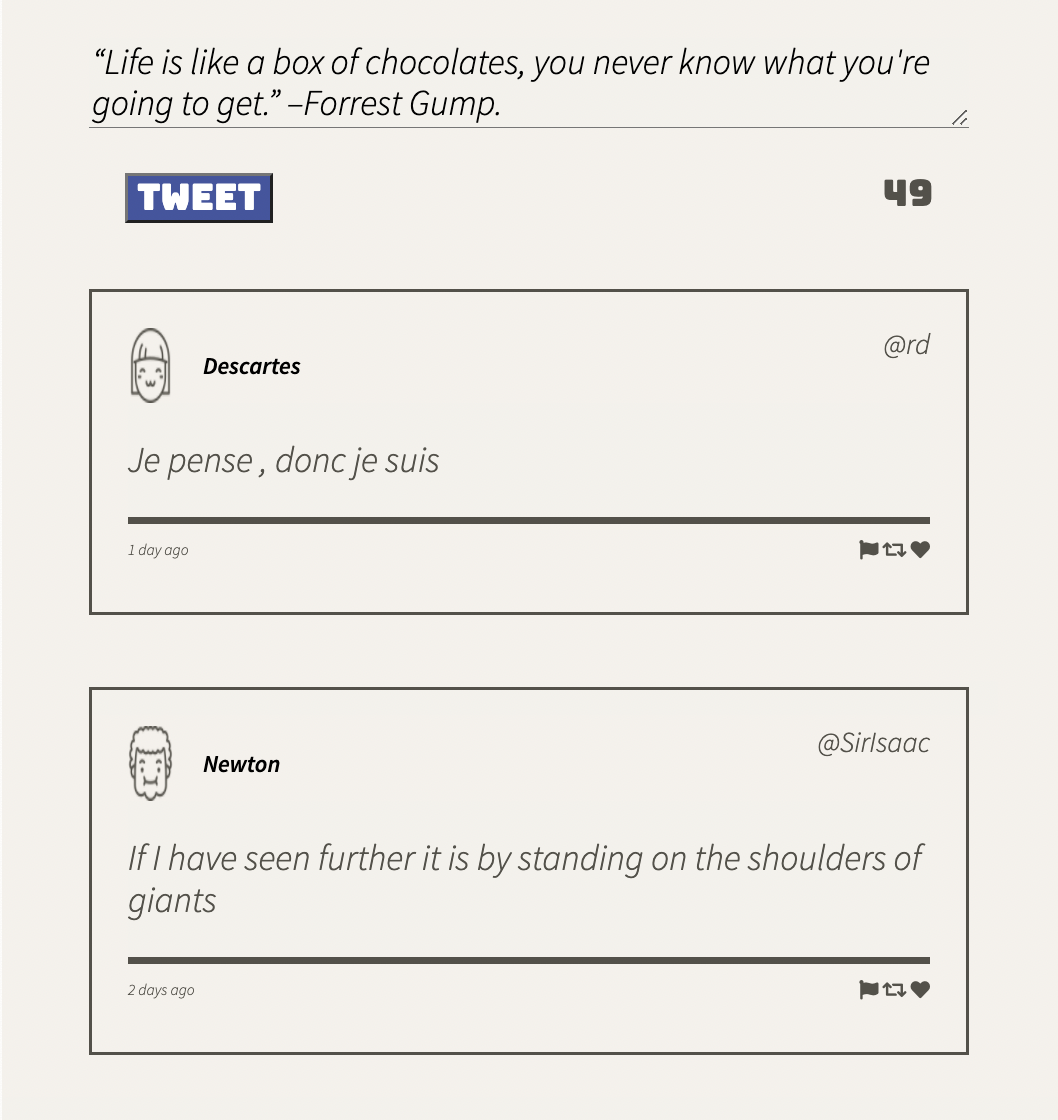 “Life is like a box of chocolates, you never know what you're
going to get.” –Forrest Gump.
TWEET
49
Descartes
@rd
Je pense , donc je suis
1 day ago
Newton
@SirIsaac
If I have seen further it is by standing on the shoulders of
giants
2 days ago